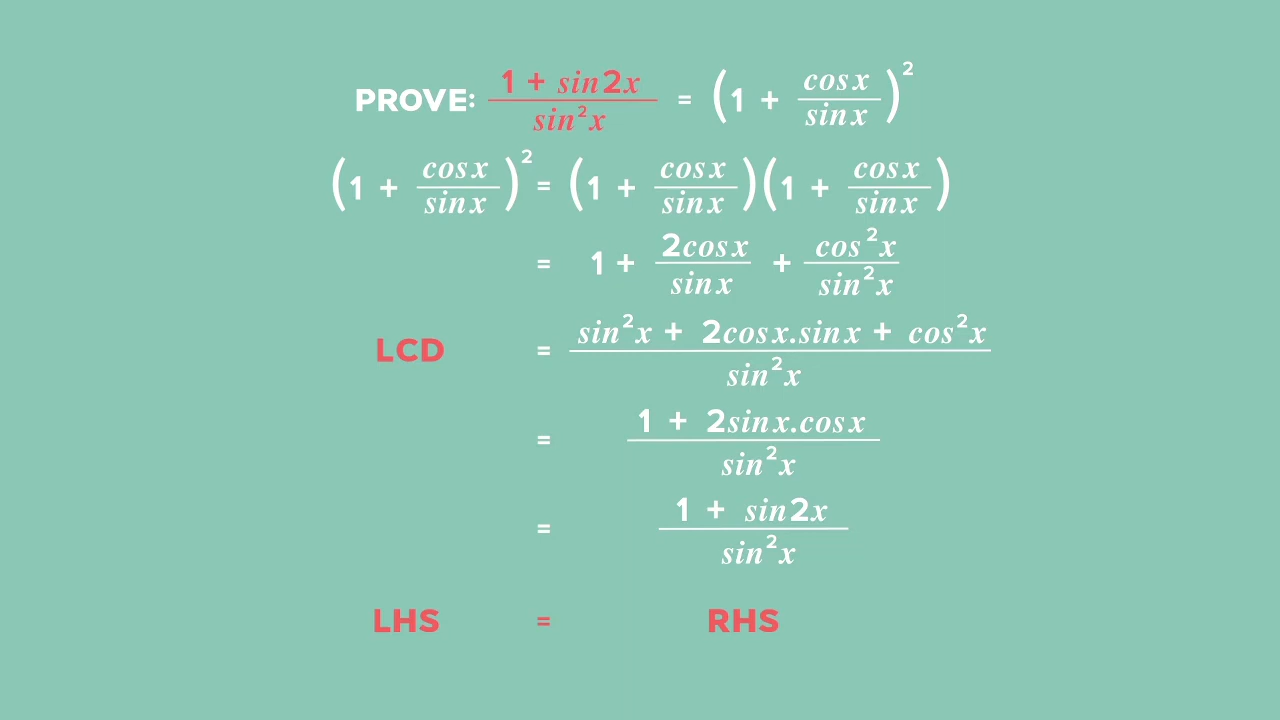 PROVE: (1 + sin2x)/(sin²x) = (1 + cosx/sinx)²
(1 + cosx/sinx)² = (1 + cosx/sinx)(1 + cosx/sinx)
= 1 + 2cosx/sinx + cos²x/sin²x
LCD = (sin²x + 2cosx.sinx + cos²x)/(sin²x)
= (1 + 2sinx.cosx)/(sin²x)
= (1 + sin2x)/(sin²x)
LHS = RHS